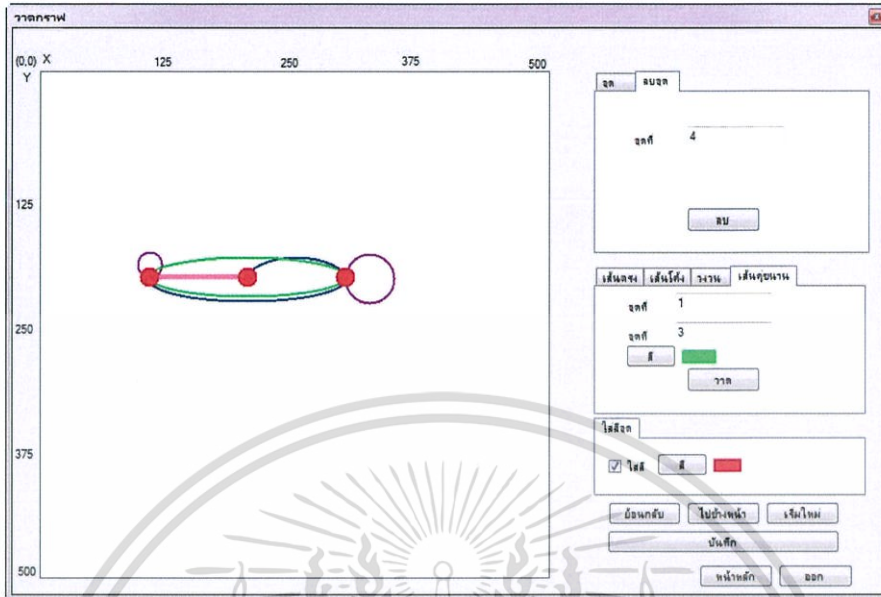 วาดกราฟ
(0,0) X 125 250 375 500
Y
125
250
375
500
จุด ลบจุด
จุดที่ 4
ลบ
เส้นตรง เส้นโค้ง วงวน เส้นคู่ขนาน
จุดที่ 1
จุดที่ 3
สี
วาด
ใส่สีจุด
ใส่สี สี
ย้อนกลับ ไปข้างหน้า เริ่มใหม่
บันทึก
หน้าหลัก ออก